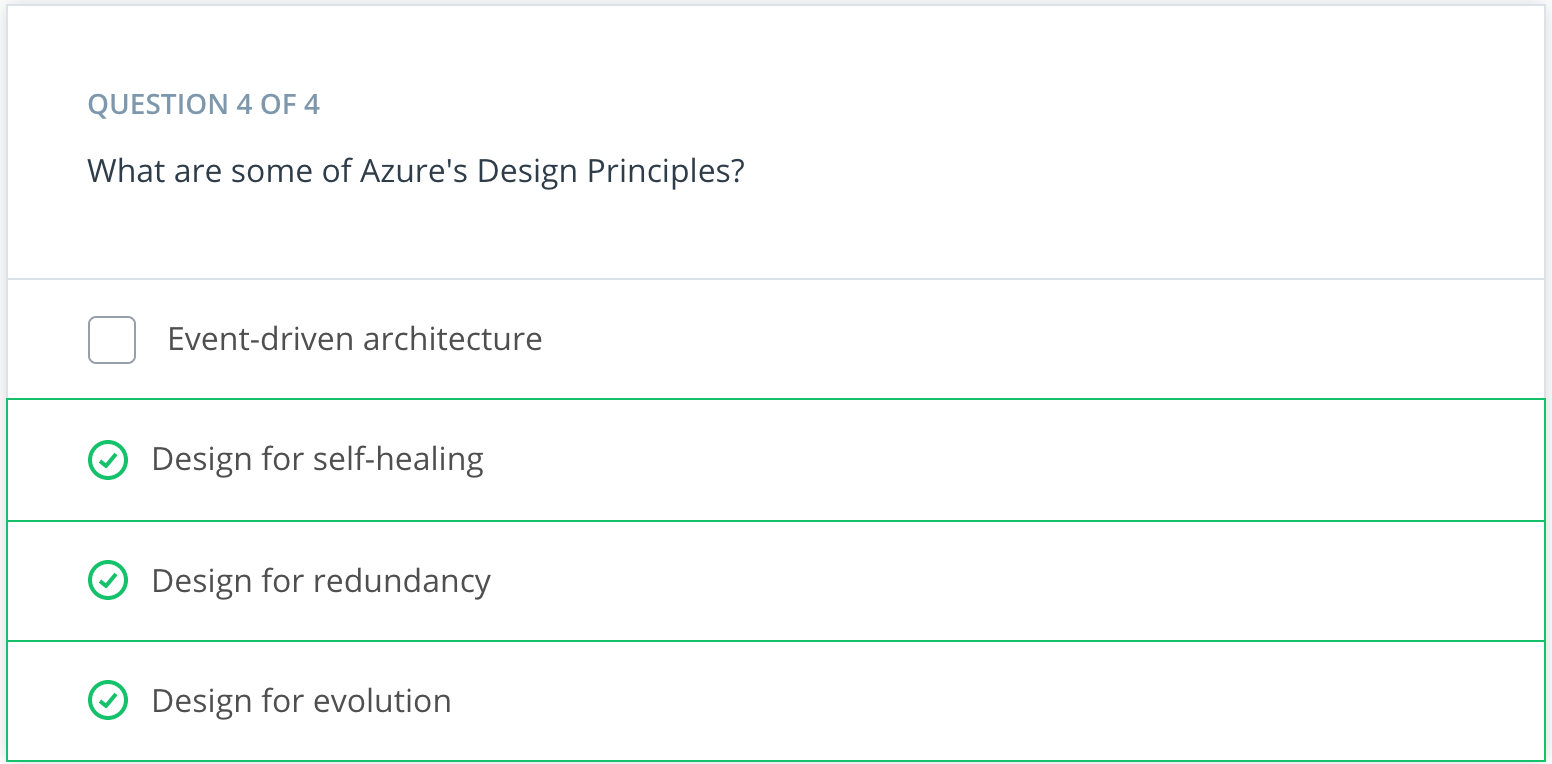 QUESTION 4 OF 4
What are some of Azure's Design Principles?
Event-driven architecture
Design for self-healing
Design for redundancy
Design for evolution